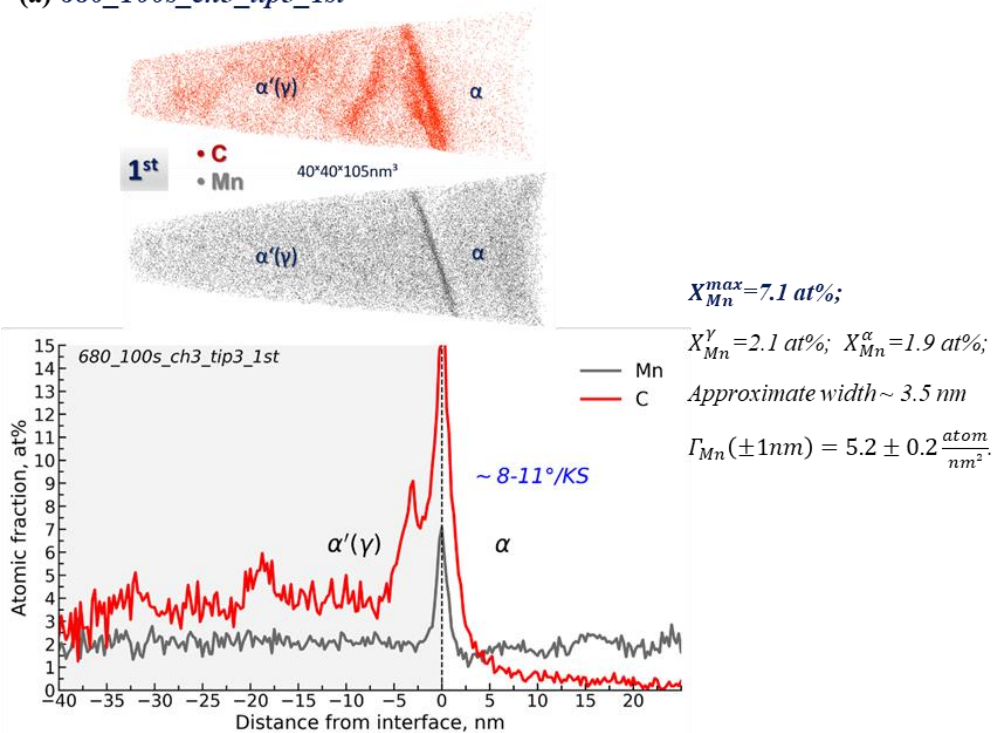 (a) 680_100s_ch3_tip3_1st
α'(γ)
α
1st
• C
• Mn
40×40×105nm³
α'(γ)
α
X_Mn^max=7.1 at%;
X_Mn^γ=2.1 at%; X_Mn^α=1.9 at%;
Approximate width~ 3.5 nm
Γ_Mn(±1nm) = 5.2 ± 0.2 atom/nm².
680_100s_ch3_tip3_1st
Mn
C
~ 8-11°/KS
α'(γ)
α
Atomic fraction, at%
15
14
13
12
11
10
9
8
7
6
5
4
3
2
1
0
−40 −35 −30 −25 −20 −15 −10 −5 0 5 10 15 20
Distance from interface, nm